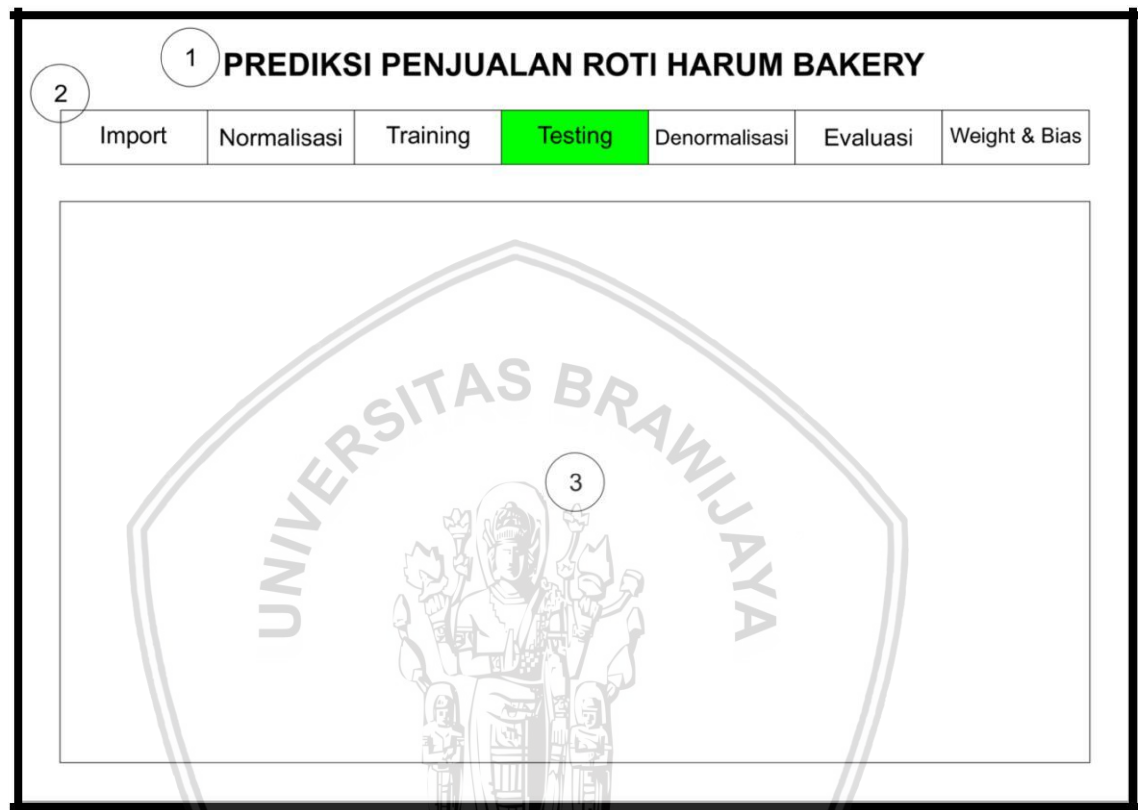 1
PREDIKSI PENJUALAN ROTI HARUM BAKERY
2
Import Normalisasi Training Testing Denormalisasi Evaluasi Weight & Bias
UNIVERSITAS BRAWIJAYA
3